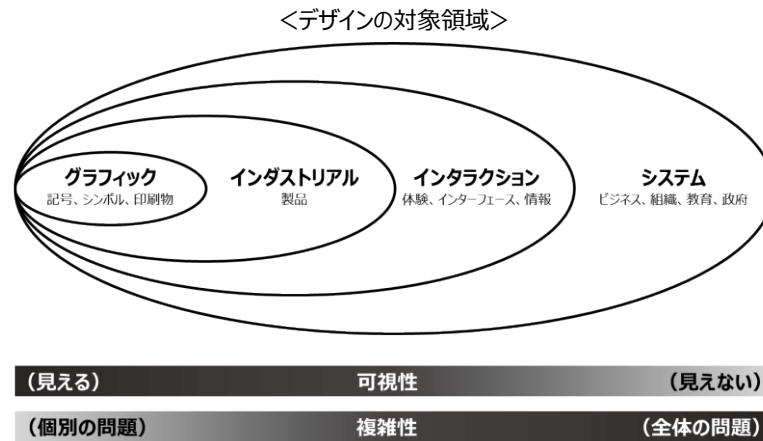 ＜デザインの対象領域＞
グラフィック
記号、シンボル、印刷物
インダストリアル
製品
インタラクション
体験、インターフェース、情報
システム
ビジネス、組織、教育、政府
（見える） 可視性 （見えない）
（個別の問題） 複雑性 （全体の問題）